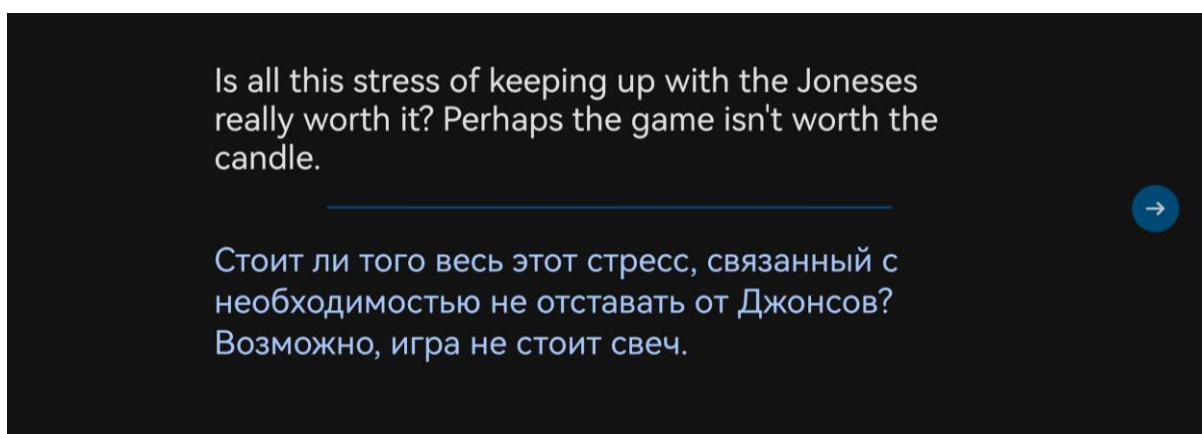 Is all this stress of keeping up with the Joneses
really worth it? Perhaps the game isn't worth the
candle.
Стоит ли того весь этот стресс, связанный с
необходимостью не отставать от Джонсов?
Возможно, игра не стоит свеч.